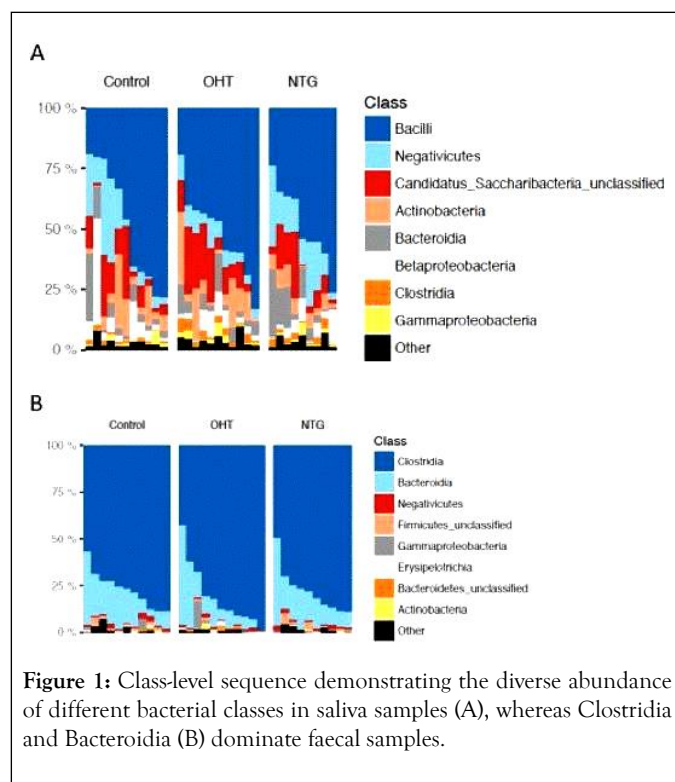 A
Control OHT NTG
100 %
75 %
50 %
25 %
0 %
Class
Bacilli
Negativicutes
Candidatus_Saccharibacteria_unclassified
Actinobacteria
Bacteroidia
Betaproteobacteria
Clostridia
Gammaproteobacteria
Other
B
Control OHT NTG
100 %
75 %
50 %
25 %
0 %
Class
Clostridia
Bacteroidia
Negativicutes
Firmicutes_unclassified
Gammaproteobacteria
Erysipelotrichia
Bacteroidetes_unclassified
Actinobacteria
Other
Figure 1: Class-level sequence demonstrating the diverse abundance
of different bacterial classes in saliva samples (A), whereas Clostridia
and Bacteroidia (B) dominate faecal samples.